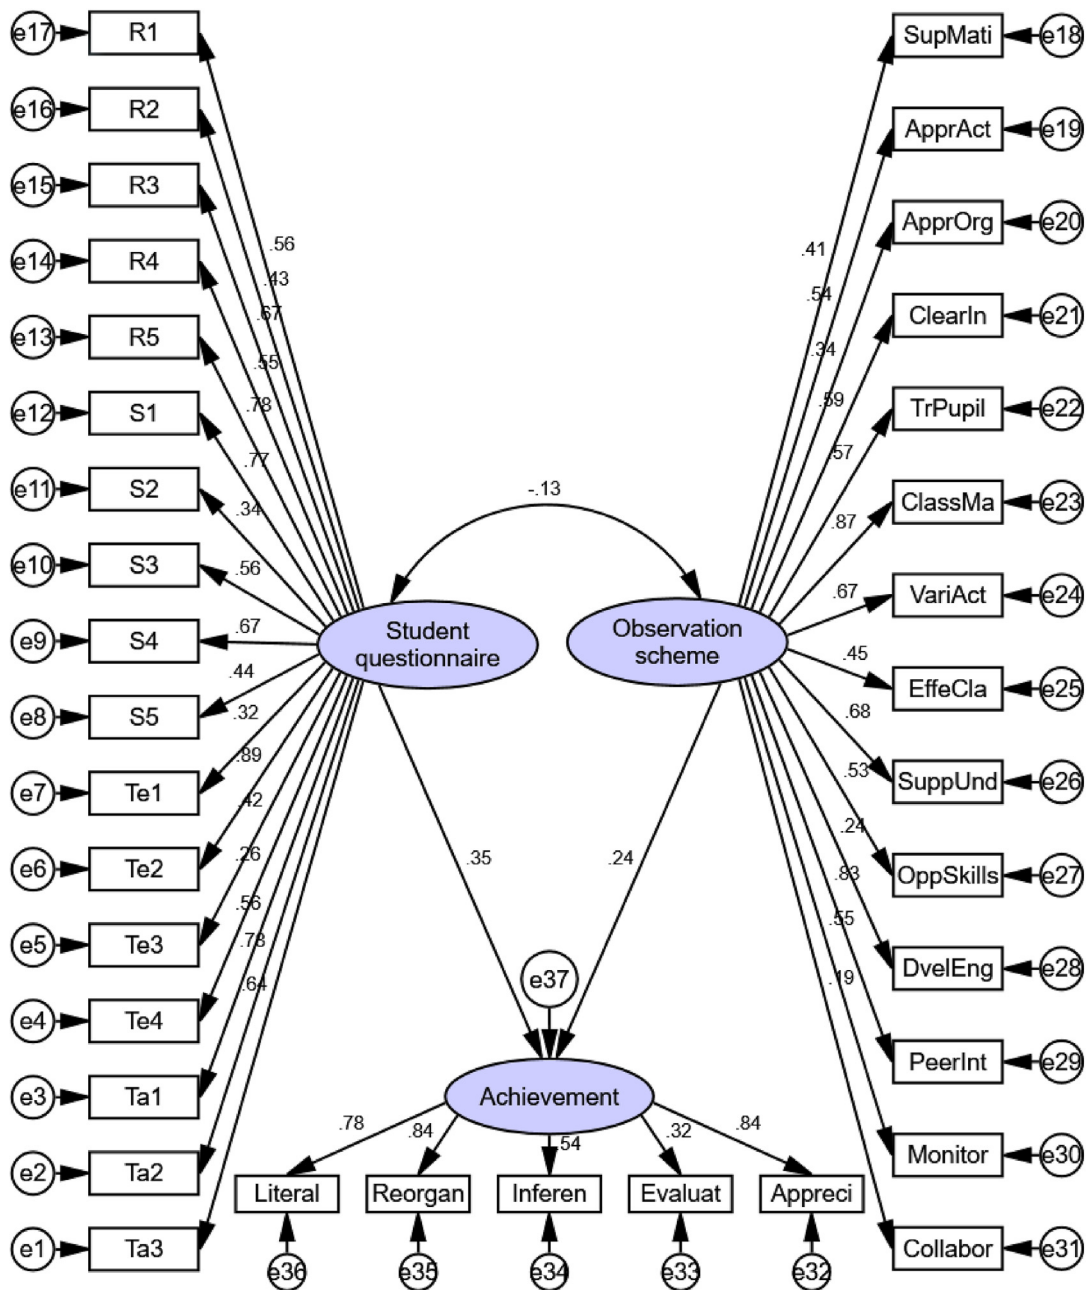 e17 R1
e16 R2
e15 R3
e14 R4
e13 R5
e12 S1
e11 S2
e10 S3
e9 S4
e8 S5
e7 Te1
e6 Te2
e5 Te3
e4 Te4
e3 Ta1
e2 Ta2
e1 Ta3
.56
.43
.67
.55
.78
.77
.34
.56
.67
.44
.32
.89
.42
.26
.56
.78
.64
Student
questionnaire
-.13
Observation
scheme
.41
.54
.34
.59
.57
.87
.67
.45
.68
.53
.24
.83
.55
.19
SupMati e18
ApprAct e19
ApprOrg e20
ClearIn e21
TrPupil e22
ClassMa e23
VariAct e24
EffeCla e25
SuppUnd e26
OppSkills e27
DvelEng e28
PeerInt e29
Monitor e30
Collabor e31
.35
.24
e37
Achievement
.78 .84 .54 .32 .84
Literal Reorgan Inferen Evaluat Appreci
e36 e35 e34 e33 e32